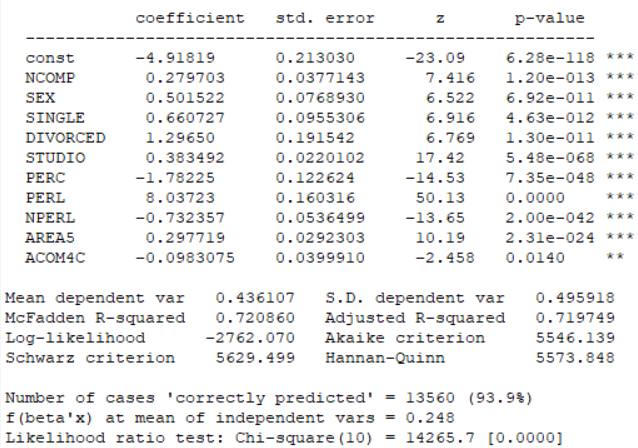 coefficient std. error z p-value
---------------------------------------------------------
const -4.91819 0.213030 -23.09 6.28e-118 ***
NCOMP 0.279703 0.0377143 7.416 1.20e-013 ***
SEX 0.501522 0.0768930 6.522 6.92e-011 ***
SINGLE 0.660727 0.0955306 6.916 4.63e-012 ***
DIVORCED 1.29650 0.191542 6.769 1.30e-011 ***
STUDIO 0.383492 0.0220102 17.42 5.48e-068 ***
PERC -1.78225 0.122624 -14.53 7.35e-048 ***
PERL 8.03723 0.160316 50.13 0.0000 ***
NPERL -0.732357 0.0536499 -13.65 2.00e-042 ***
AREA5 0.297719 0.0292303 10.19 2.31e-024 ***
ACOM4C -0.0983075 0.0399910 -2.458 0.0140 **
Mean dependent var 0.436107 S.D. dependent var 0.495918
McFadden R-squared 0.720860 Adjusted R-squared 0.719749
Log-likelihood -2762.070 Akaike criterion 5546.139
Schwarz criterion 5629.499 Hannan-Quinn 5573.848
Number of cases 'correctly predicted' = 13560 (93.9%)
f(beta'x) at mean of independent vars = 0.248
Likelihood ratio test: Chi-square(10) = 14265.7 [0.0000]